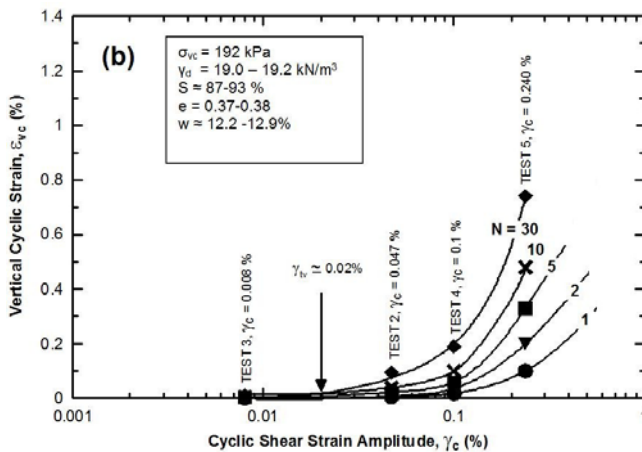 (b)
σvc = 192 kPa
γd = 19.0 – 19.2 kN/m³
S ≃ 87-93 %
e = 0.37-0.38
w ≃ 12.2 -12.9%
Vertical Cyclic Strain, εvc (%)
1.4
1.2
1
0.8
0.6
0.4
0.2
0
TEST 3, γc = 0.008 %
γtv ≃ 0.02%
TEST 2, γc = 0.047 %
TEST 4, γc = 0.1 %
TEST 5, γc = 0.240 %
N = 30
10
5
2
1
0.001
0.01
0.1
1
Cyclic Shear Strain Amplitude, γc (%)